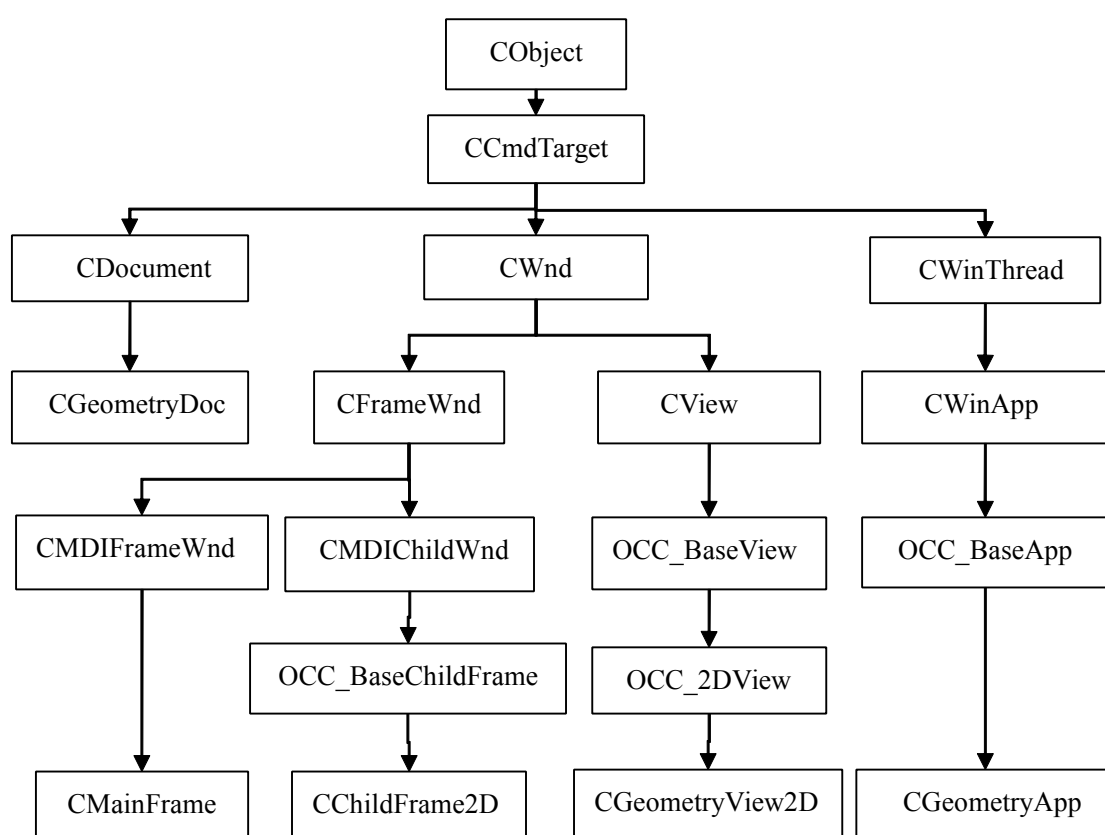 CObject
CCmdTarget
CDocument
CWnd
CWinThread
CGeometryDoc
CFrameWnd
CView
CWinApp
CMDIFrameWnd
CMDIChildWnd
OCC_BaseView
OCC_BaseApp
OCC_BaseChildFrame
OCC_2DView
CMainFrame
CChildFrame2D
CGeometryView2D
CGeometryApp